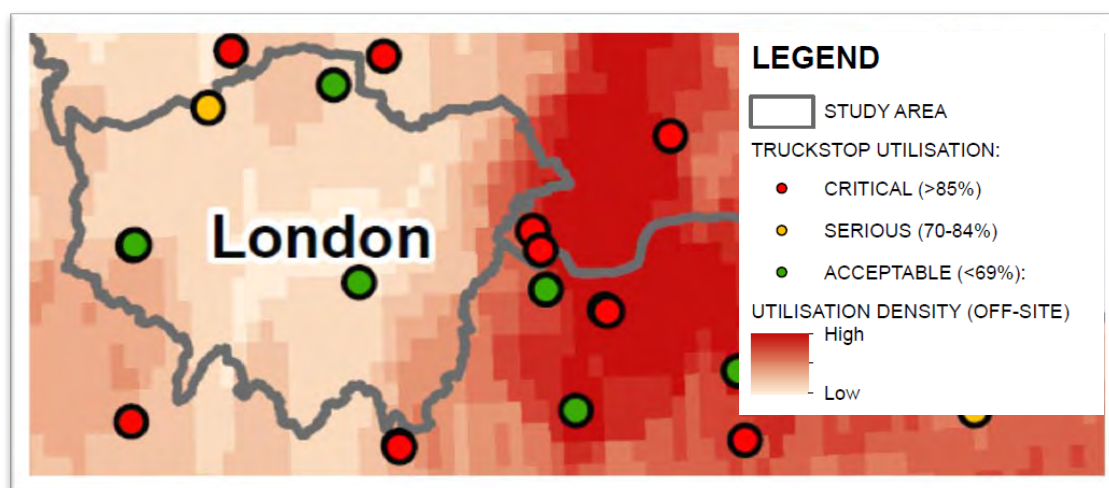 London
LEGEND
STUDY AREA
TRUCKSTOP UTILISATION:
CRITICAL (>85%)
SERIOUS (70-84%)
ACCEPTABLE (<69%):
UTILISATION DENSITY (OFF-SITE)
High
Low